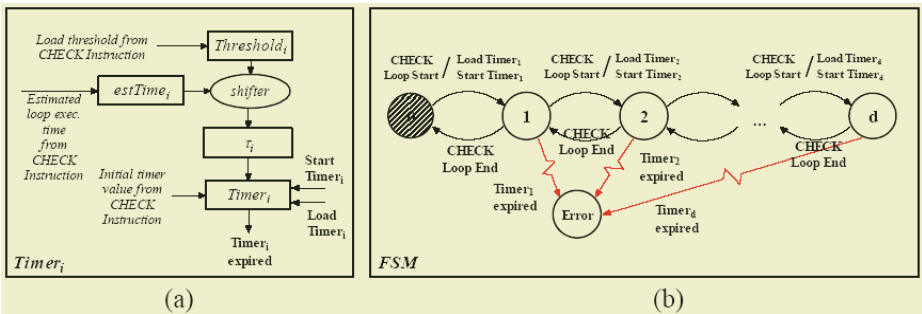 Load threshold from
CHECK Instruction
Threshold_i
estTime_i
shifter
Estimated
loop exec.
time
from
CHECK
Instruction
τ_i
Start
Timer_i
Initial timer
value from
CHECK
Instruction
Timer_i
Load
Timer_i
Timer_i
expired
Timer_i
(a)
CHECK
Loop Start / Load Timer_1
Start Timer_1
CHECK
Loop Start / Load Timer_2
Start Timer_2
CHECK
Loop Start / Load Timer_d
Start Timer_d
1
2
...
d
CHECK
Loop End
CHECK
Loop End
CHECK
Loop End
Timer_1
expired
Timer_2
expired
Timer_d
expired
Error
FSM
(b)